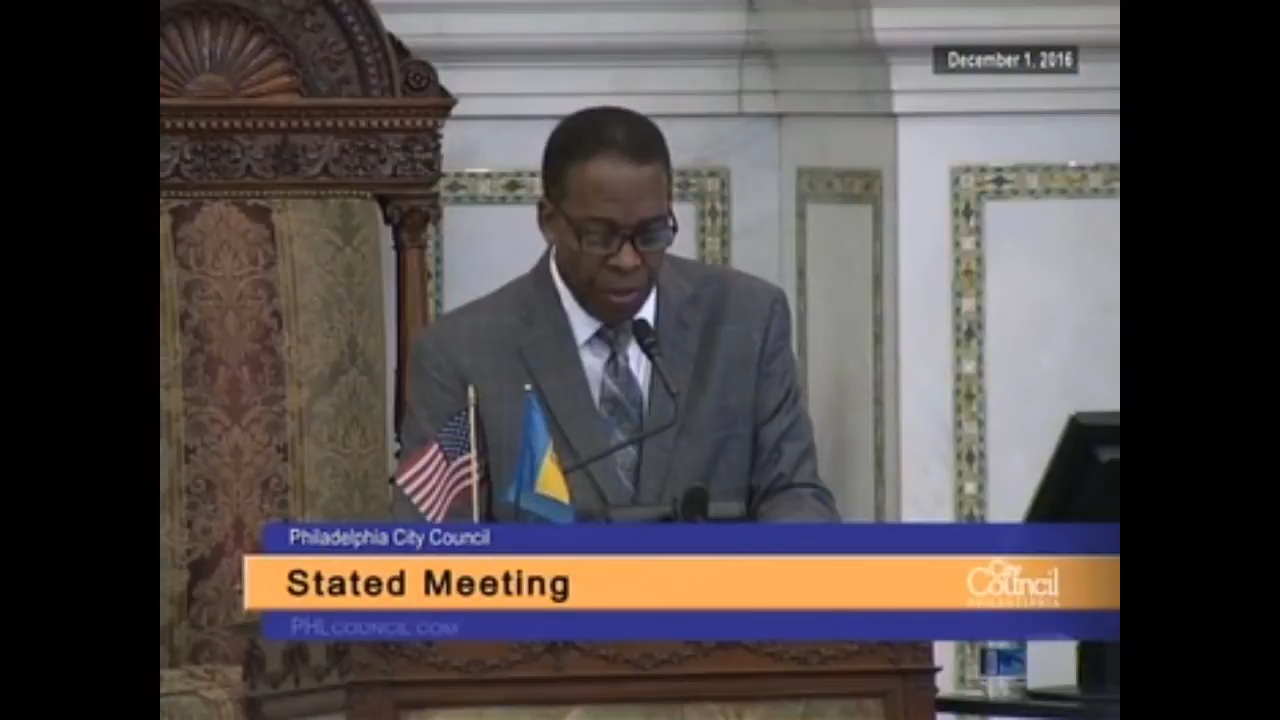 December 1, 2016
Philadelphia City Council
Stated Meeting
City
Council
PHILADELPHIA
PHLCOUNCIL.COM